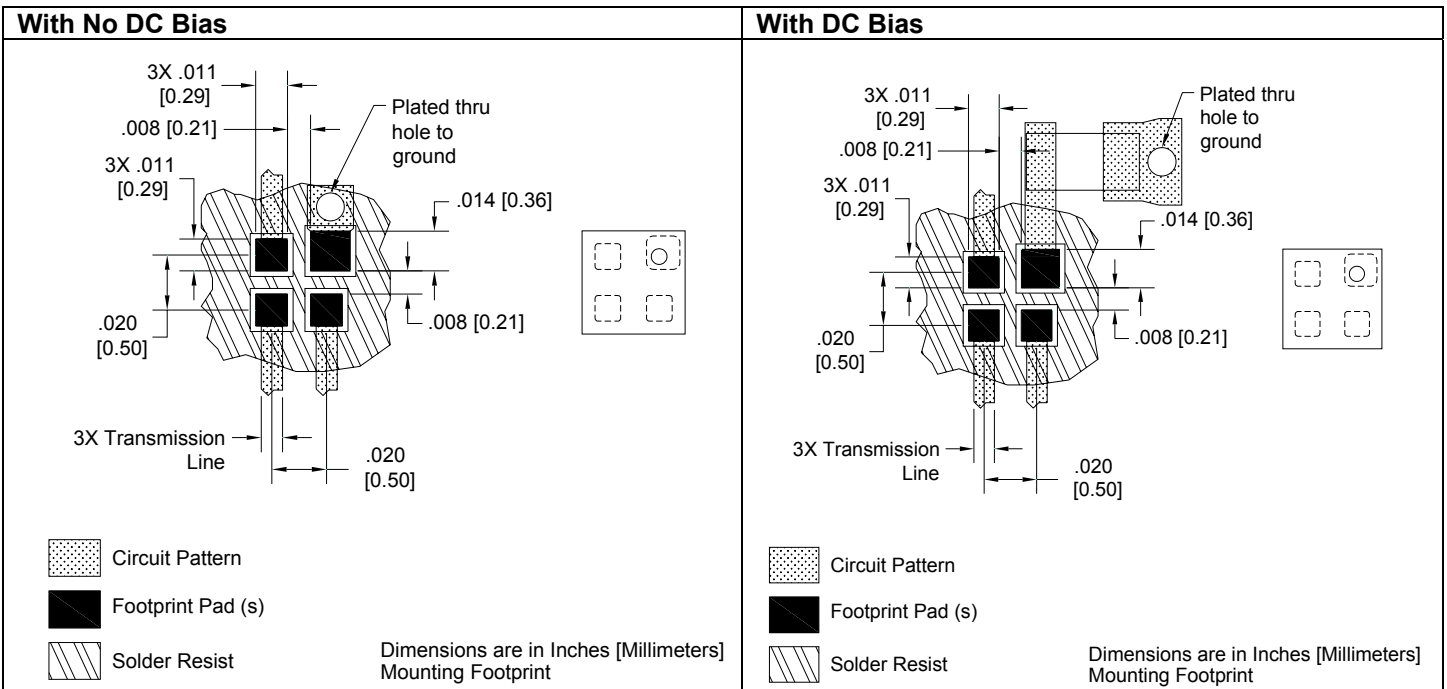 With No DC Bias
3X .011
[0.29]
.008 [0.21]
3X .011
[0.29]
Plated thru
hole to
ground
.014 [0.36]
.020
[0.50]
.008 [0.21]
3X Transmission
Line
.020
[0.50]
Circuit Pattern
Footprint Pad (s)
Solder Resist
Dimensions are in Inches [Millimeters]
Mounting Footprint
With DC Bias
3X .011
[0.29]
.008 [0.21]
3X .011
[0.29]
Plated thru
hole to
ground
.014 [0.36]
.020
[0.50]
.008 [0.21]
3X Transmission
Line
.020
[0.50]
Circuit Pattern
Footprint Pad (s)
Solder Resist
Dimensions are in Inches [Millimeters]
Mounting Footprint